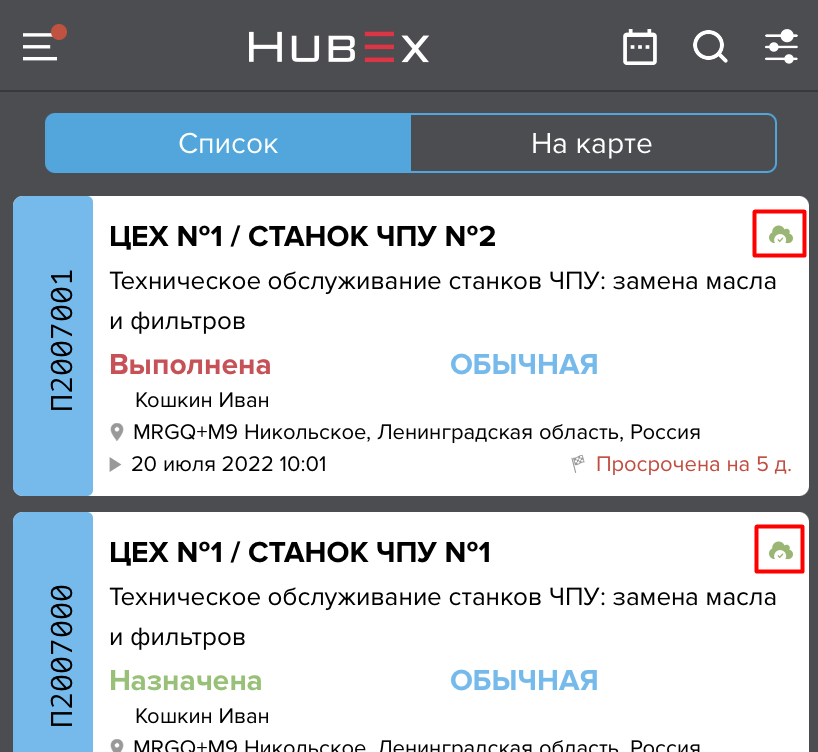 HUBEX
Список
На карте
П2007001
ЦЕХ №1 / СТАНОК ЧПУ №2
Техническое обслуживание станков ЧПУ: замена масла
и фильтров
Выполнена
ОБЫЧНАЯ
Кошкин Иван
MRGQ+M9 Никольское, Ленинградская область, Россия
20 июля 2022 10:01
Просрочена на 5 д.
П2007000
ЦЕХ №1 / СТАНОК ЧПУ №1
Техническое обслуживание станков ЧПУ: замена масла
и фильтров
Назначена
ОБЫЧНАЯ
Кошкин Иван
MRGQ+M9 Никольское, Ленинградская область, Россия